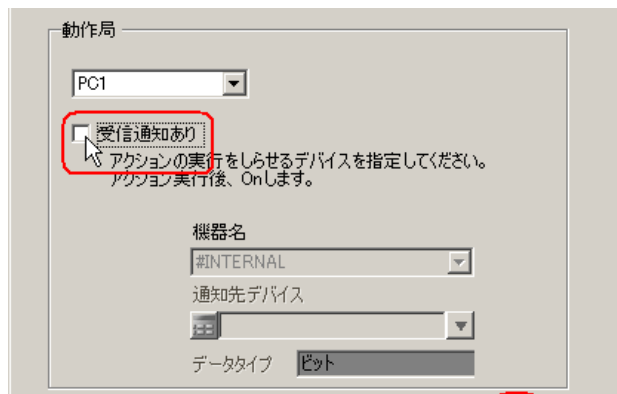 動作局
PC1
受信通知あり
アクションの実行をしらせるデバイスを指定してください。
アクション実行後、Onします。
機器名
#INTERNAL
通知先デバイス
データタイプ ビット